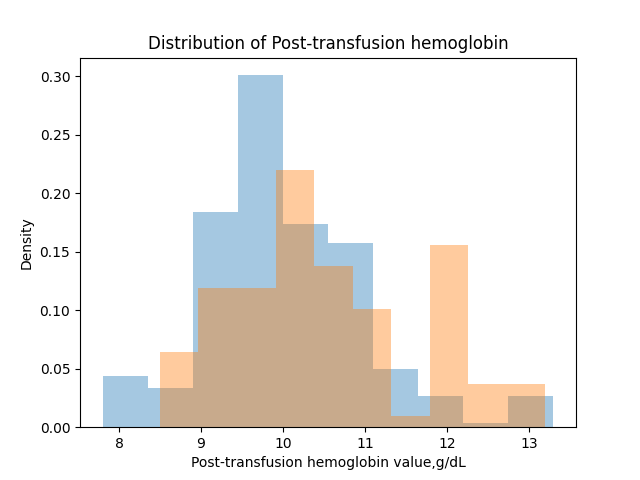 Distribution of Post-transfusion hemoglobin
0.30
0.25
0.20
0.15
0.10
0.05
0.00
Density
8 9 10 11 12 13
Post-transfusion hemoglobin value,g/dL